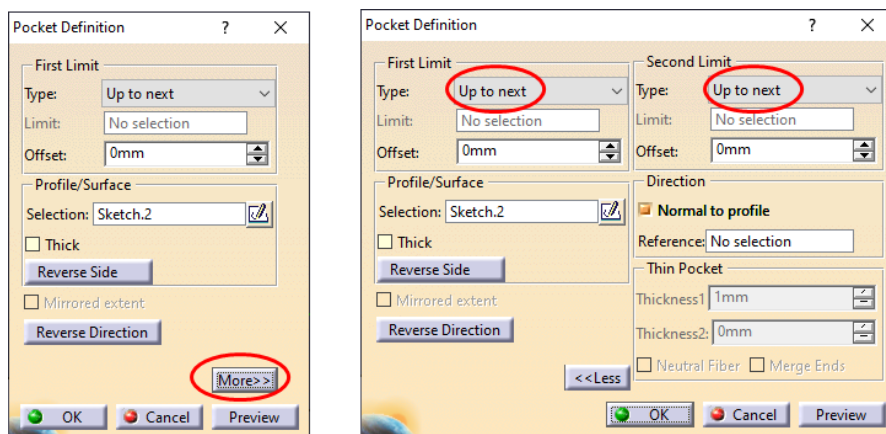 Pocket Definition ? ×
First Limit
Type: Up to next
Limit: No selection
Offset: 0mm
Profile/Surface
Selection: Sketch.2
Thick
Reverse Side
Mirrored extent
Reverse Direction
More>>
OK Cancel Preview
Pocket Definition ? ×
First Limit
Type: Up to next
Limit: No selection
Offset: 0mm
Profile/Surface
Selection: Sketch.2
Thick
Reverse Side
Mirrored extent
Reverse Direction
<<Less
Second Limit
Type: Up to next
Limit: No selection
Offset: 0mm
Direction
Normal to profile
Reference: No selection
Thin Pocket
Thickness1 1mm
Thickness2: 0mm
Neutral Fiber Merge Ends
OK Cancel Preview